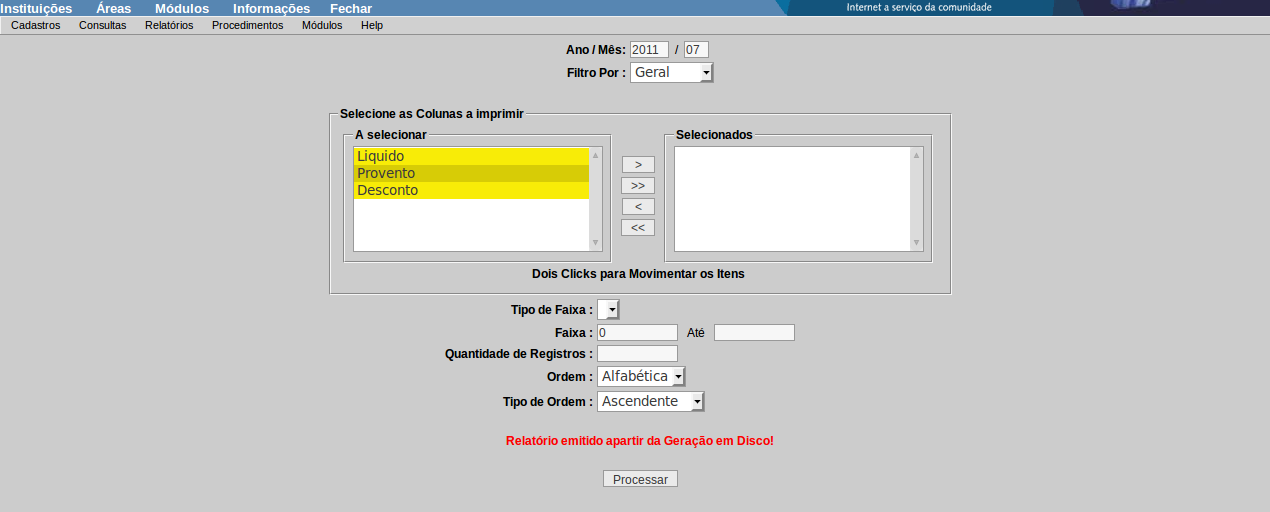 Instituições Áreas Módulos Informações Fechar Internet a serviço da comunidade
Cadastros Consultas Relatórios Procedimentos Módulos Help
Ano / Mês: 2011 / 07
Filtro Por : Geral
Selecione as Colunas a imprimir
A selecionar
Liquido
Provento
Desconto
>
>>
<
<<
Selecionados
Dois Clicks para Movimentar os Itens
Tipo de Faixa :
Faixa : 0 Até
Quantidade de Registros :
Ordem : Alfabética
Tipo de Ordem : Ascendente
Relatório emitido apartir da Geração em Disco!
Processar